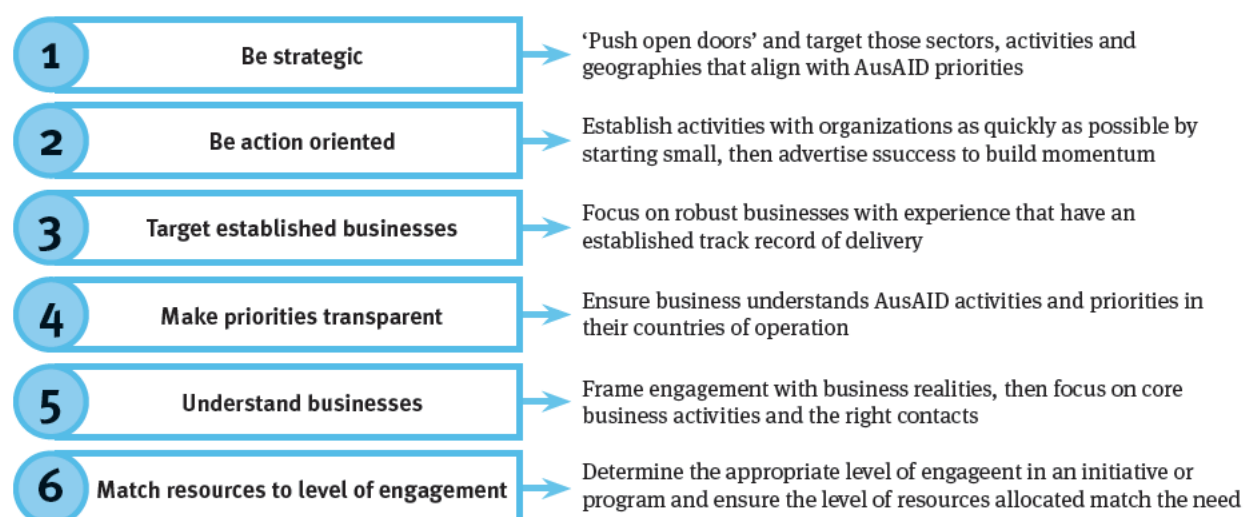 1
Be strategic
‘Push open doors’ and target those sectors, activities and
geographies that align with AusAID priorities
2
Be action oriented
Establish activities with organizations as quickly as possible by
starting small, then advertise ssuccess to build momentum
3
Target established businesses
Focus on robust businesses with experience that have an
established track record of delivery
4
Make priorities transparent
Ensure business understands AusAID activities and priorities in
their countries of operation
5
Understand businesses
Frame engagement with business realities, then focus on core
business activities and the right contacts
6
Match resources to level of engagement
Determine the appropriate level of engageent in an initiative or
program and ensure the level of resources allocated match the need